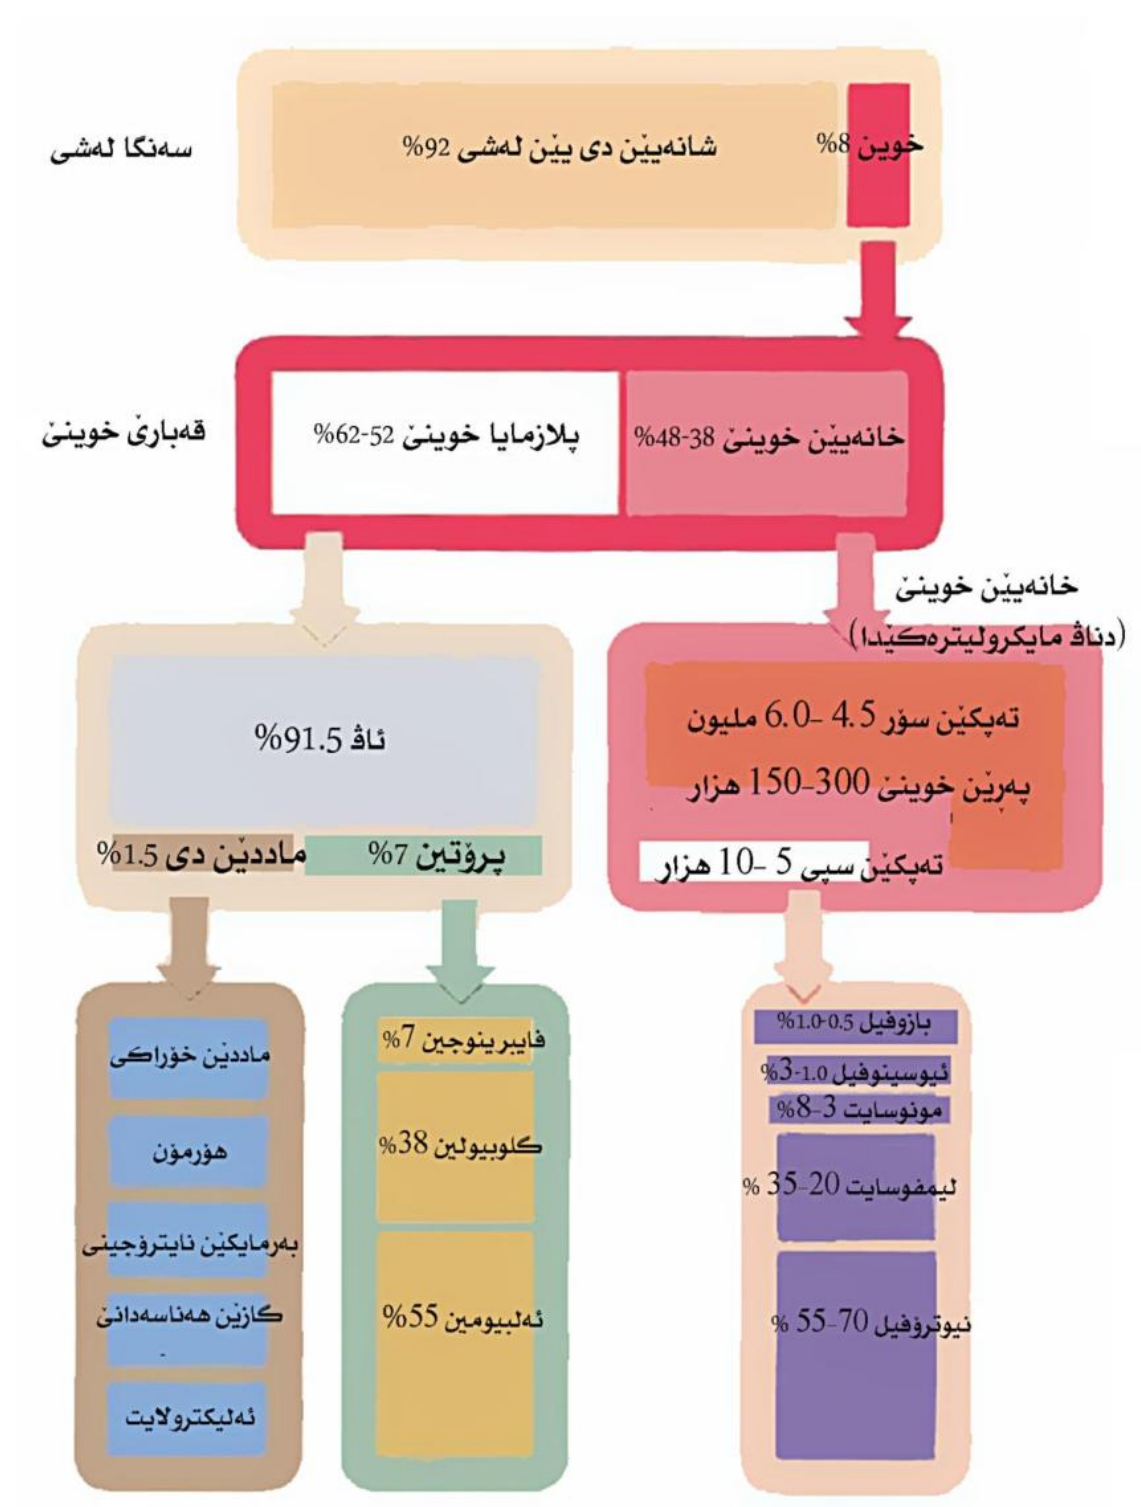 سەنگا لەشی
خوین 8%
شانەیێن دی یێن لەشی 92%
قەبارێ خوینێ
خانەیێن خوینێ 38-48%
پلازمایا خوینێ 52-62%
خانەیێن خوینێ
(دناڤ مایکرولیترەکێدا)
تەپکێن سۆر 4.5 –6.0 ملیون
پەڕێن خوینێ 300–150 هزار
تەپکێن سپی 5 –10 هزار
ئاڤ 91.5%
پرۆتین 7%
ماددێن دی 1.5%
بازوفیل 0.5-1.0%
ئیوسینوفیل 1.0-3%
مونوسایت 3–8%
لیمفوسایت 20–35 %
نیوترۆفیل 70–55 %
فایبرینوجین 7%
گلوبیولین 38%
ئەلبیومین 55%
ماددێن خۆراکی
هۆرمۆن
بەرمایکێن نایترۆجینی
گازێن هەناسەدانێ
ئەلیکترولایت